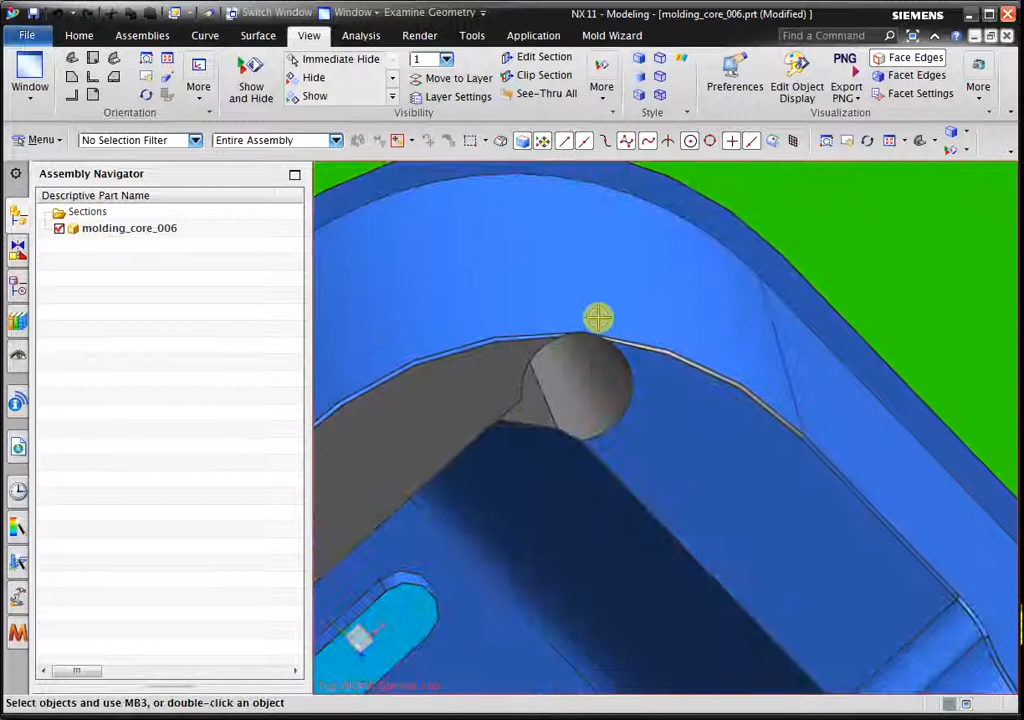 Switch Window Window Examine Geometry
NX 11 - Modeling - [molding_core_006.prt (Modified) ]
SIEMENS
File Home Assemblies Curve Surface View Analysis Render Tools Application Mold Wizard
Find a Command
Immediate Hide 1 Edit Section PNG Face Edges
Hide Move to Layer Clip Section Facet Edges
Show Layer Settings See-Thru All Facet Settings
Window More Show and Hide More Preferences Edit Object Display Export PNG More
Orientation Visibility Style Visualization
Menu No Selection Filter Entire Assembly
Assembly Navigator
Descriptive Part Name
Sections
molding_core_006
Select objects and use MB3, or double-click an object